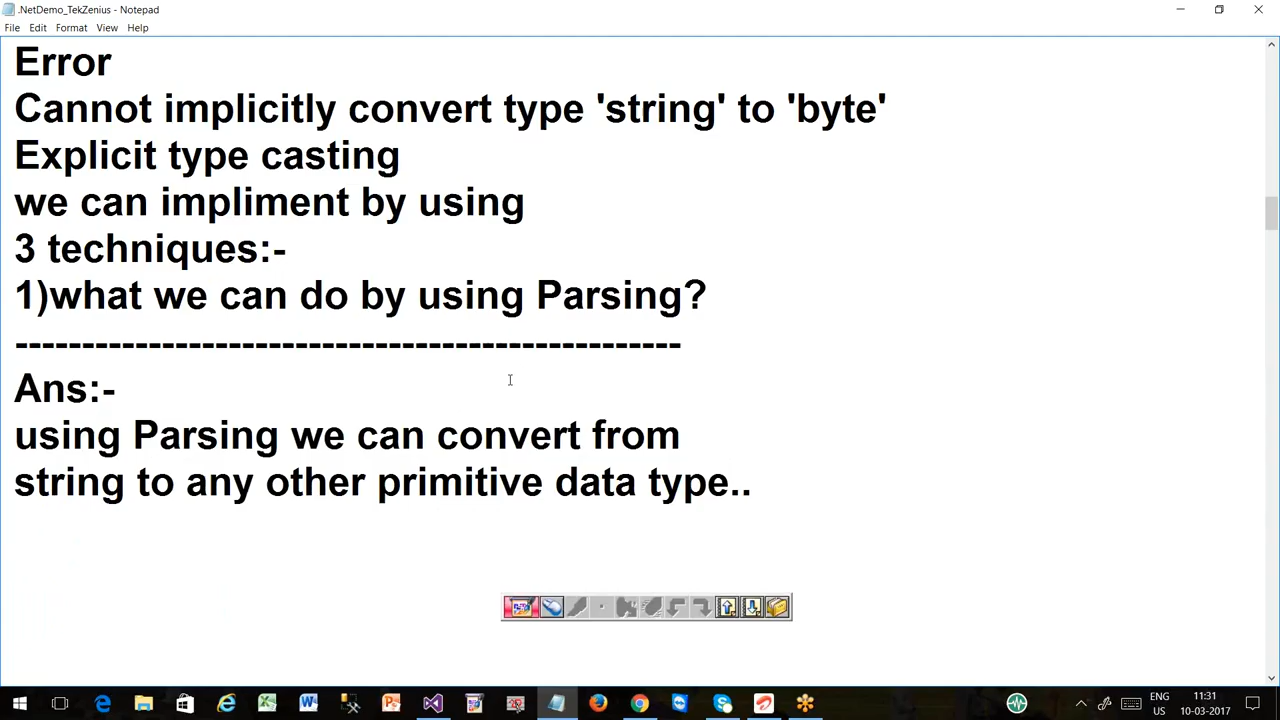 .NetDemo_TekZenius - Notepad
File Edit Format View Help
Error
Cannot implicitly convert type 'string' to 'byte'
Explicit type casting
we can impliment by using
3 techniques:-
1)what we can do by using Parsing?
--------------------------------------------------
Ans:-
using Parsing we can convert from
string to any other primitive data type..
ENG
US
11:31
10-03-2017